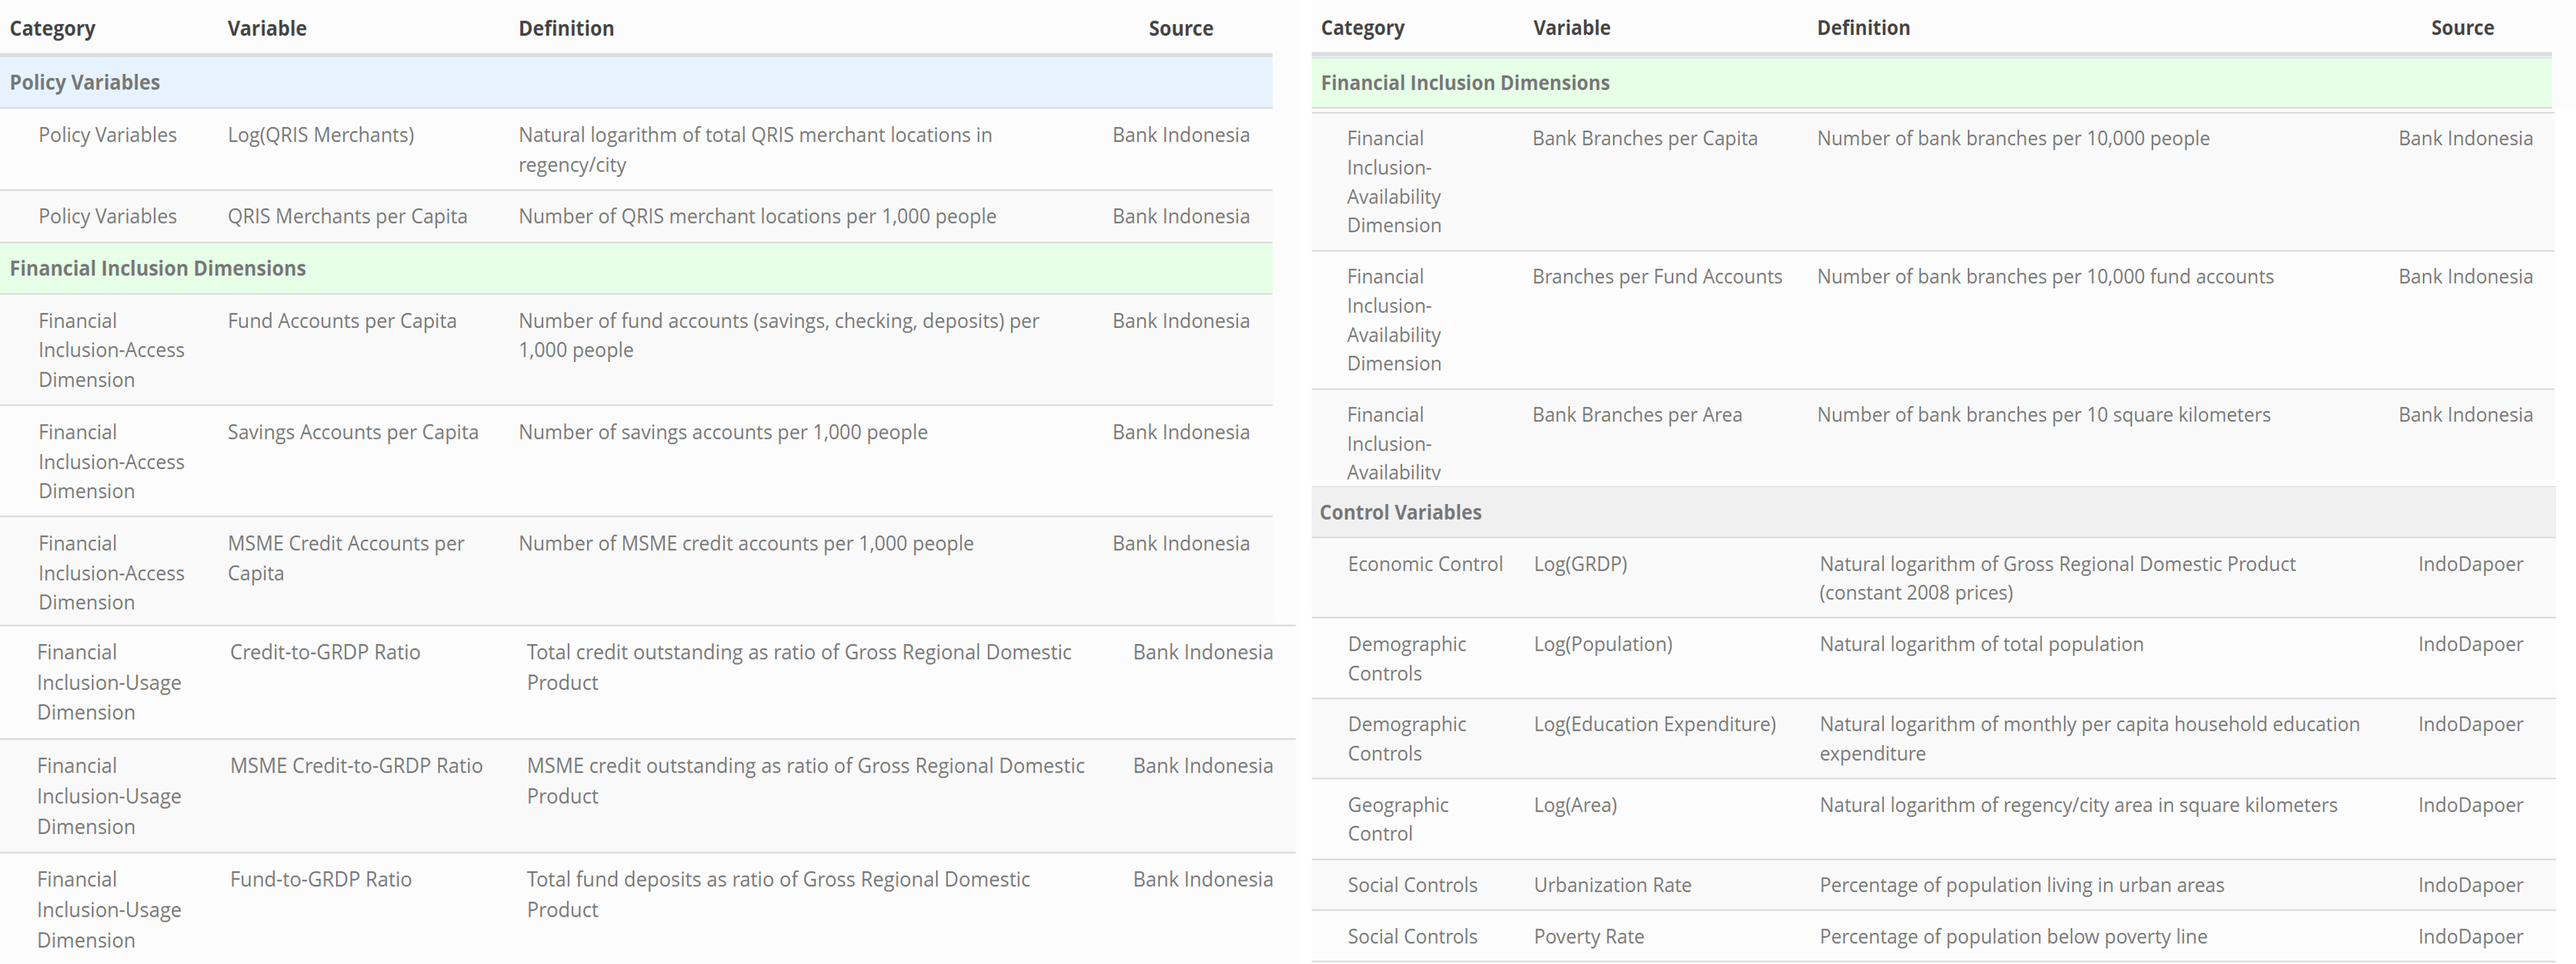 Category Variable Definition Source
Policy Variables
Policy Variables Log(QRIS Merchants) Natural logarithm of total QRIS merchant locations in Bank Indonesia
regency/city
Policy Variables QRIS Merchants per Capita Number of QRIS merchant locations per 1,000 people Bank Indonesia
Financial Inclusion Dimensions
Financial Fund Accounts per Capita Number of fund accounts (savings, checking, deposits) per Bank Indonesia
Inclusion-Access 1,000 people
Dimension
Financial Savings Accounts per Capita Number of savings accounts per 1,000 people Bank Indonesia
Inclusion-Access
Dimension
Financial MSME Credit Accounts per Number of MSME credit accounts per 1,000 people Bank Indonesia
Inclusion-Access Capita
Dimension
Financial Credit-to-GRDP Ratio Total credit outstanding as ratio of Gross Regional Domestic Bank Indonesia
Inclusion-Usage Product
Dimension
Financial MSME Credit-to-GRDP Ratio MSME credit outstanding as ratio of Gross Regional Domestic Bank Indonesia
Inclusion-Usage Product
Dimension
Financial Fund-to-GRDP Ratio Total fund deposits as ratio of Gross Regional Domestic Bank Indonesia
Inclusion-Usage Product
Dimension
Category Variable Definition Source
Financial Inclusion Dimensions
Financial Bank Branches per Capita Number of bank branches per 10,000 people Bank Indonesia
Inclusion-
Availability
Dimension
Financial Branches per Fund Accounts Number of bank branches per 10,000 fund accounts Bank Indonesia
Inclusion-
Availability
Dimension
Financial Bank Branches per Area Number of bank branches per 10 square kilometers Bank Indonesia
Inclusion-
Availability
Control Variables
Economic Control Log(GRDP) Natural logarithm of Gross Regional Domestic Product IndoDapoer
(constant 2008 prices)
Demographic Log(Population) Natural logarithm of total population IndoDapoer
Controls
Demographic Log(Education Expenditure) Natural logarithm of monthly per capita household education IndoDapoer
Controls expenditure
Geographic Log(Area) Natural logarithm of regency/city area in square kilometers IndoDapoer
Control
Social Controls Urbanization Rate Percentage of population living in urban areas IndoDapoer
Social Controls Poverty Rate Percentage of population below poverty line IndoDapoer